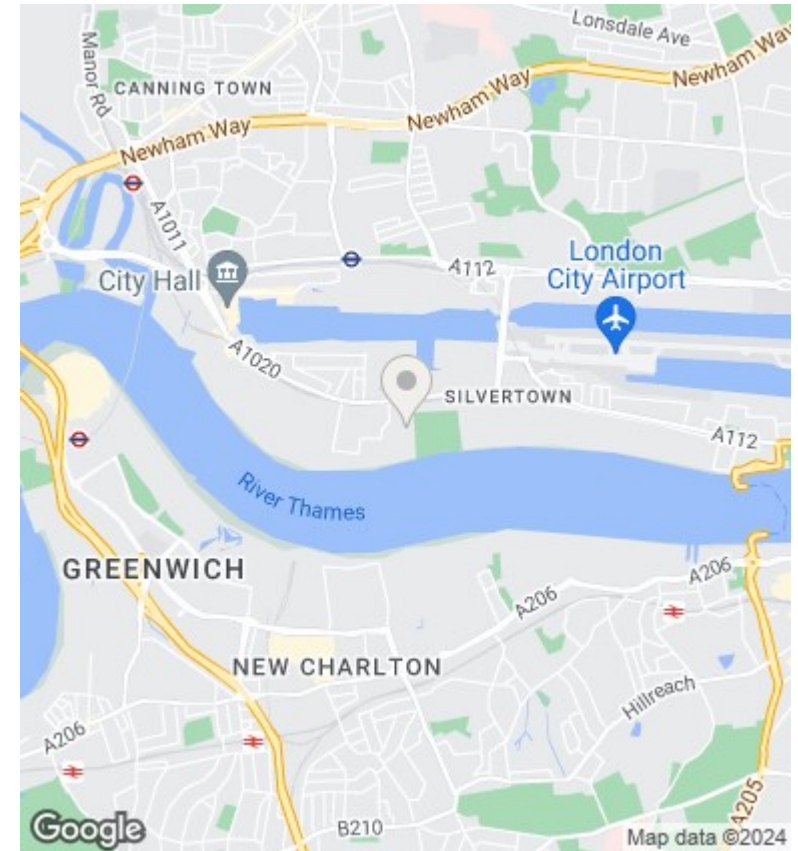 Lonsdale Ave
Manor Rd
CANNING TOWN
Newham Way
Newham Way
Newham Way
A1011
City Hall
A112
London
City Airport
A1020
SILVERTOWN
A112
River Thames
GREENWICH
A206
A206
NEW CHARLTON
Hillreach
A206
A205
B210
Google
Map data ©2024